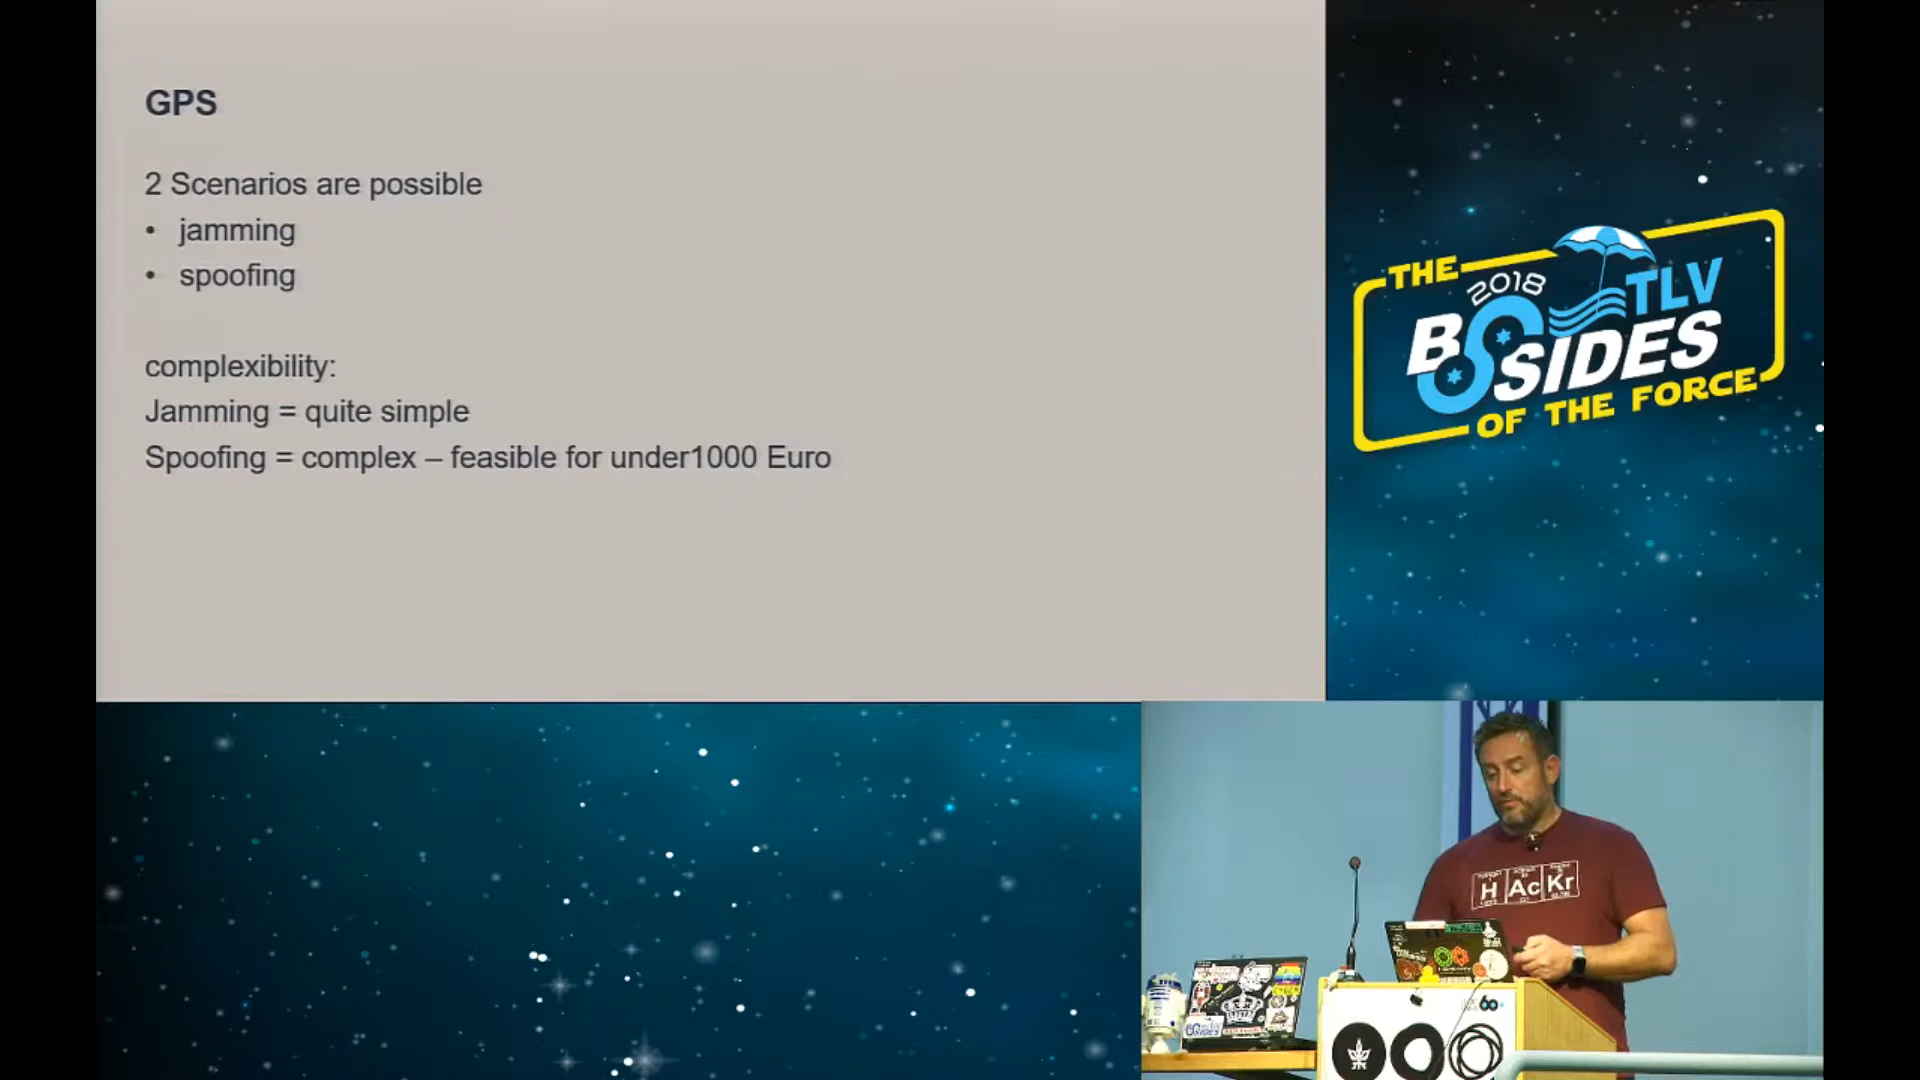 GPS
2 Scenarios are possible
• jamming
• spoofing
complexibility:
Jamming = quite simple
Spoofing = complex – feasible for under1000 Euro
THE
2018
TLV
BSIDES
OF THE FORCE
H Ac Kr